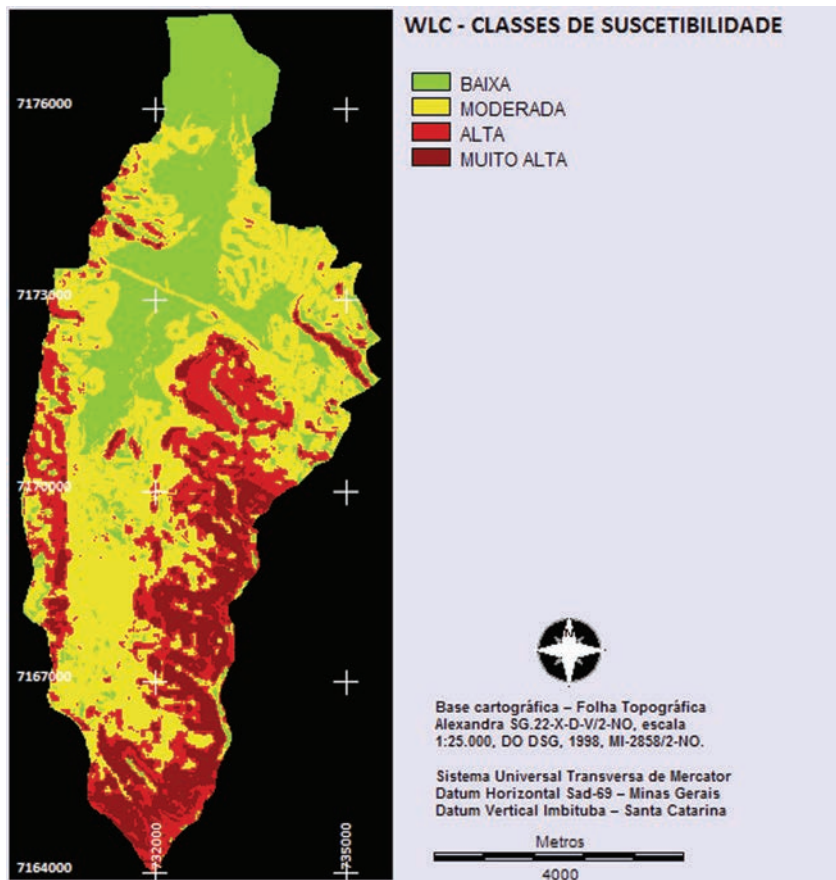 WLC - CLASSES DE SUSCETIBILIDADE
BAIXA
MODERADA
ALTA
MUITO ALTA
7176000
7173000
7170000
7167000
7164000
732000
735000
N
Base cartográfica – Folha Topográfica
Alexandra SG.22-X-D-V/2-NO, escala
1:25.000, DO DSG, 1998, MI-2858/2-NO.
Sistema Universal Transversa de Mercator
Datum Horizontal Sad-69 – Minas Gerais
Datum Vertical Imbituba – Santa Catarina
Metros
4000